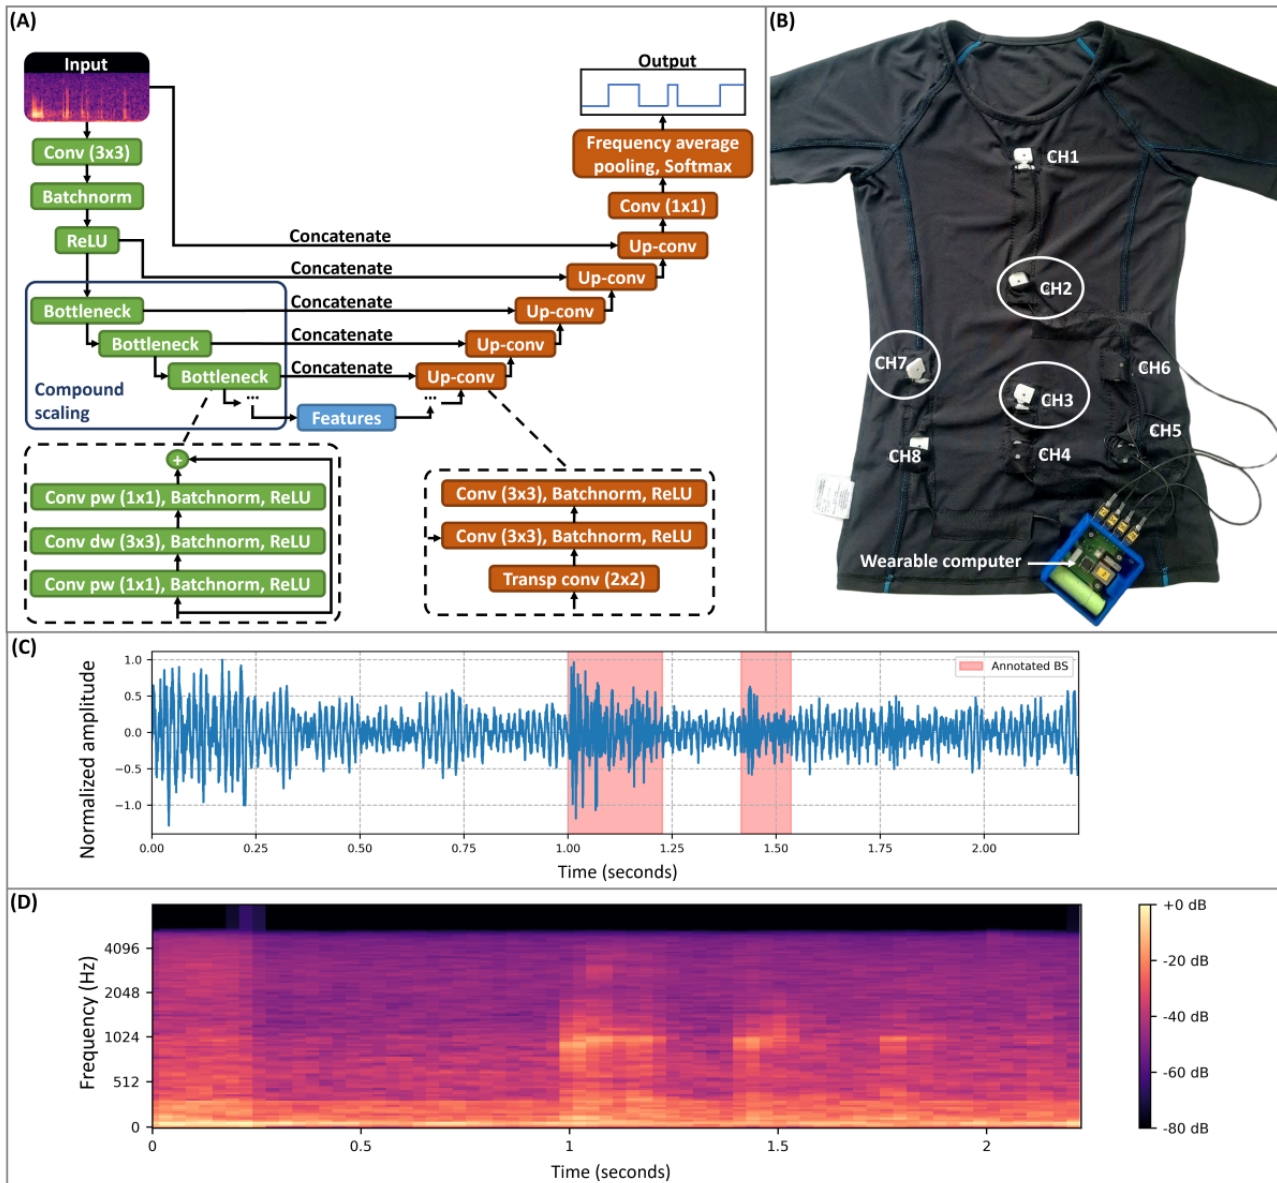 (A)
Input
Conv (3x3)
Batchnorm
ReLU
Bottleneck
Bottleneck
Bottleneck
...
Compound
scaling
Features
Concatenate
Concatenate
Concatenate
Concatenate
Concatenate
Output
Frequency average
pooling, Softmax
Conv (1x1)
Up-conv
Up-conv
Up-conv
Up-conv
Up-conv
...
+
Conv pw (1x1), Batchnorm, ReLU
Conv dw (3x3), Batchnorm, ReLU
Conv pw (1x1), Batchnorm, ReLU
Conv (3x3), Batchnorm, ReLU
Conv (3x3), Batchnorm, ReLU
Transp conv (2x2)
(B)
CH1
CH2
CH7
CH6
CH3
CH5
CH8
CH4
Wearable computer
(C)
Normalized amplitude
1.0
0.5
0.0
−0.5
−1.0
Annotated BS
0.00 0.25 0.50 0.75 1.00 1.25 1.50 1.75 2.00
Time (seconds)
(D)
Frequency (Hz)
4096
2048
1024
512
0
0 0.5 1 1.5 2
Time (seconds)
+0 dB
-20 dB
-40 dB
-60 dB
-80 dB